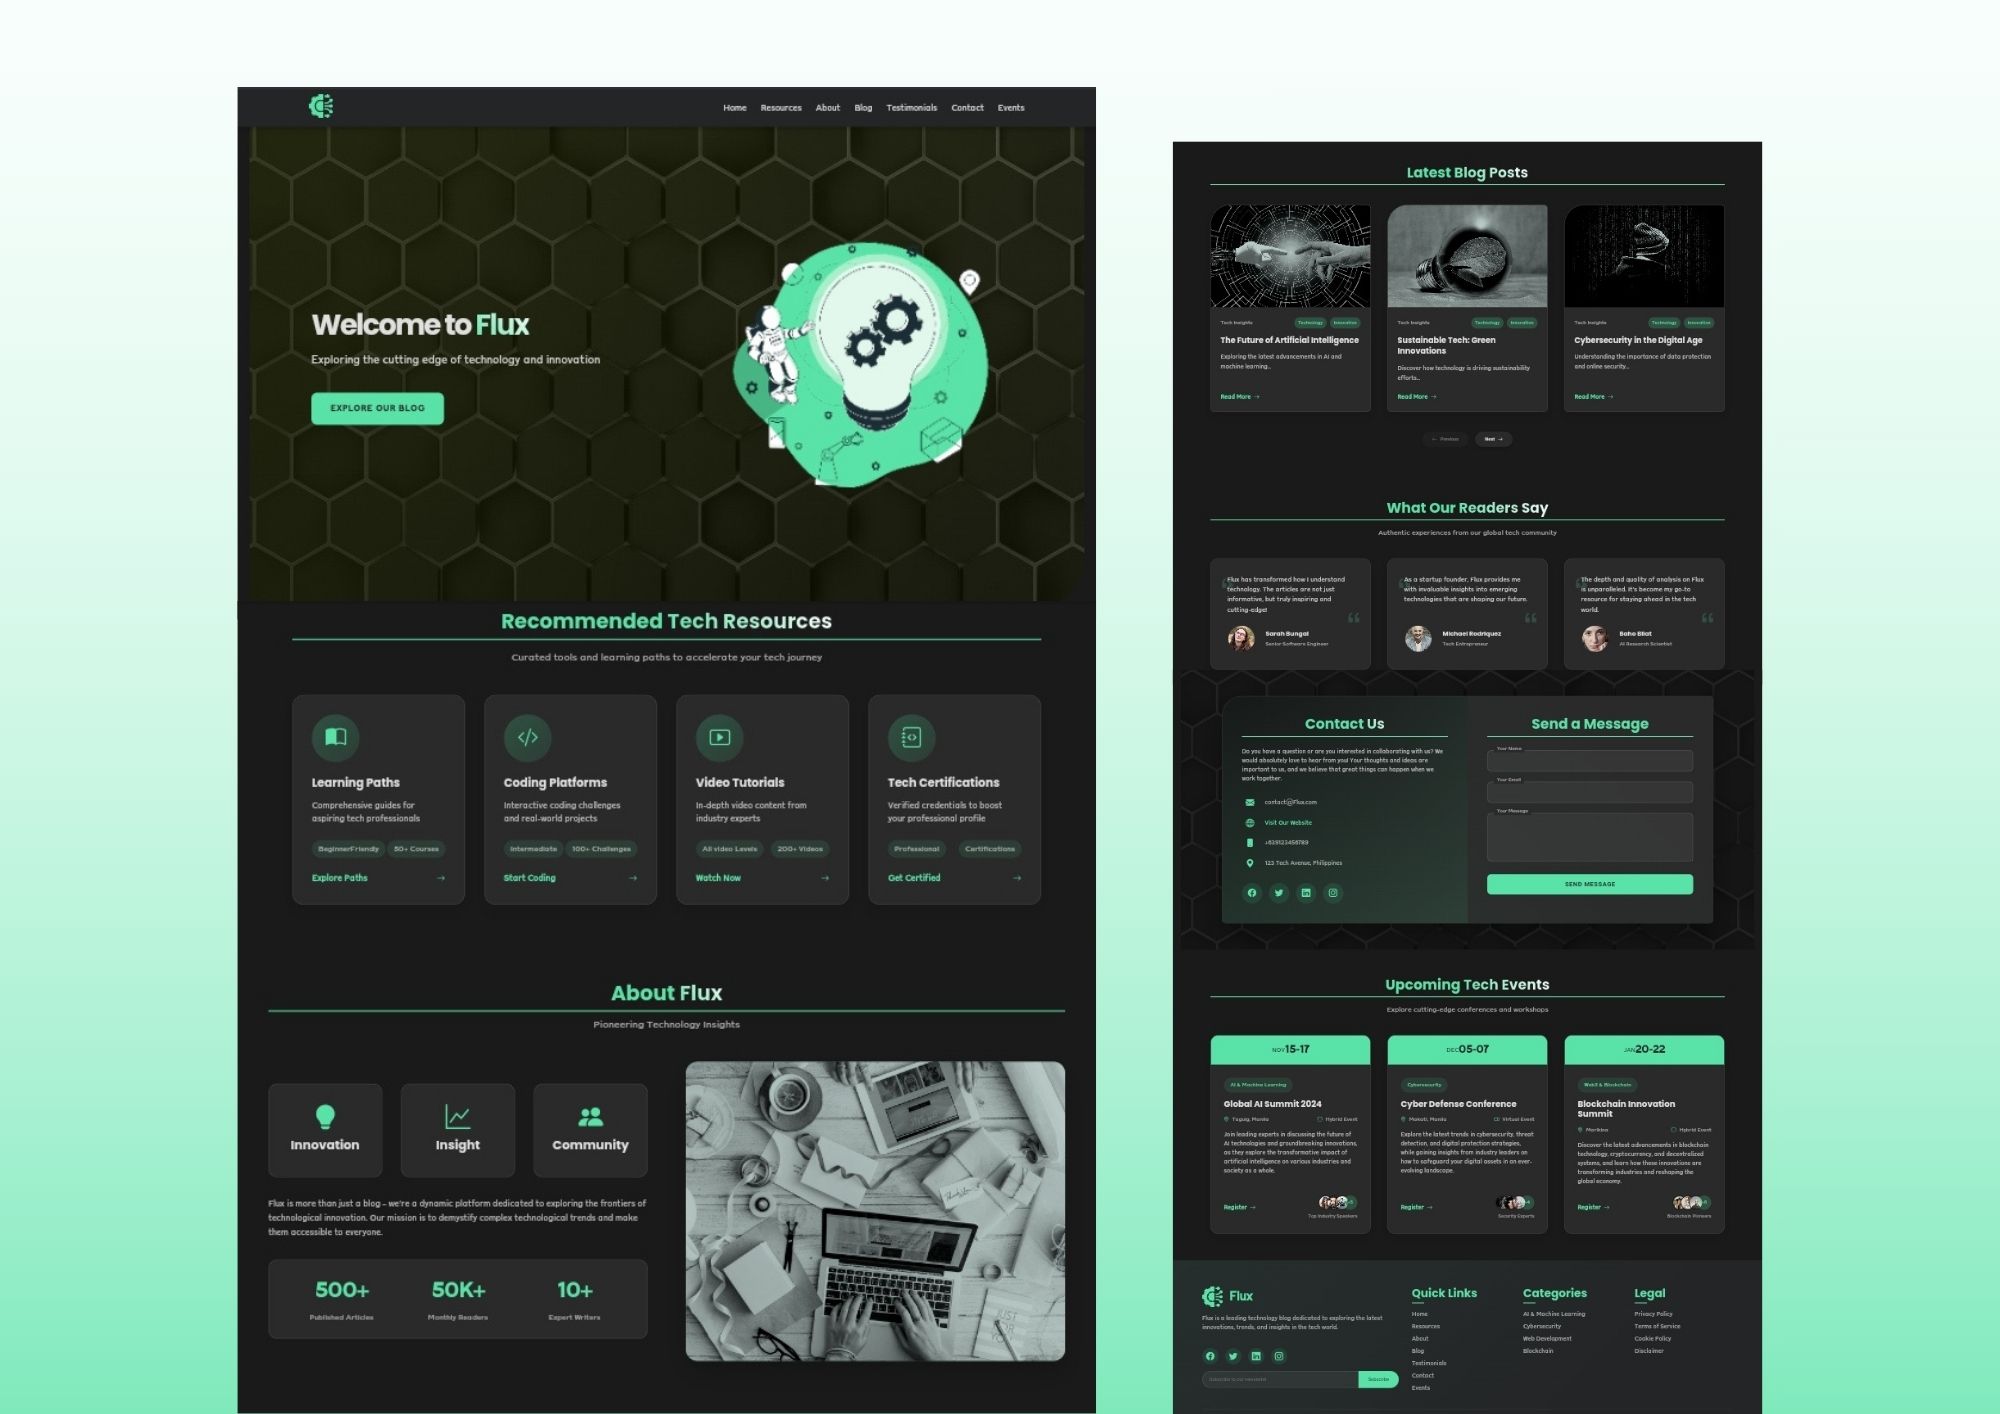 Home Resources About Blog Testimonials Contact Events
Welcome to Flux
Exploring the cutting edge of technology and innovation
EXPLORE OUR BLOG
Recommended Tech Resources
Curated tools and learning paths to accelerate your tech journey
Learning Paths
Comprehensive guides for
aspiring tech professionals
BeginnerFriendly 50+ Courses
Explore Paths →
Coding Platforms
Interactive coding challenges
and real-world projects
Intermediate 100+ Challenges
Start Coding →
Video Tutorials
In-depth video content from
industry experts
All video Levels 200+ Videos
Watch Now →
Tech Certifications
Verified credentials to boost
your professional profile
Professional Certifications
Get Certified →
About Flux
Pioneering Technology Insights
Innovation
Insight
Community
Flux is more than just a blog - we're a dynamic platform dedicated to exploring the frontiers of
technological innovation. Our mission is to demystify complex technological trends and make
them accessible to everyone.
500+ 50K+ 10+
Published Articles Monthly Readers Expert Writers
Latest Blog Posts
Tech Insights Technology Innovation
The Future of Artificial Intelligence
Exploring the latest advancements in AI and
machine learning...
Read More →
Tech Insights Technology Innovation
Sustainable Tech: Green
Innovations
Discover how technology is driving sustainability
efforts...
Read More →
Tech Insights Technology Innovation
Cybersecurity in the Digital Age
Understanding the importance of data protection
and online security...
Read More →
← Previous Next →
What Our Readers Say
Authentic experiences from our global tech community
Flux has transformed how I understand
technology. The articles are not just
informative, but truly inspiring and
cutting-edge!
Sarah Bungal
Senior Software Engineer
As a startup founder, Flux provides me
with invaluable insights into emerging
technologies that are shaping our future.
Michael Rodriquez
Tech Entrepreneur
The depth and quality of analysis on Flux
is unparalleled. It's become my go-to
resource for staying ahead in the tech
world.
Baho Bilat
AI Research Scientist
Contact Us
Do you have a question or are you interested in collaborating with us? We
would absolutely love to hear from you! Your thoughts and ideas are
important to us, and we believe that great things can happen when we
work together.
contact@Flux.com
Visit Our Website
+639123456789
123 Tech Avenue, Philippines
Send a Message
Your Name
Your Email
Your Message
SEND MESSAGE
Upcoming Tech Events
Explore cutting-edge conferences and workshops
NOV 15-17
AI & Machine Learning
Global AI Summit 2024
Taguig, Manila Hybrid Event
Join leading experts in discussing the future of
AI technologies and groundbreaking innovations,
as they explore the transformative impact of
artificial intelligence on various industries and
society as a whole.
Register →
Top Industry Speakers
DEC 05-07
Cybersecurity
Cyber Defense Conference
Makati, Manila Virtual Event
Explore the latest trends in cybersecurity, threat
detection, and digital protection strategies,
while gaining insights from industry leaders on
how to safeguard your digital assets in an ever-
evolving landscape.
Register →
Security Experts
JAN 20-22
Web3 & Blockchain
Blockchain Innovation
Summit
Marikina Hybrid Event
Discover the latest advancements in blockchain
technology, cryptocurrency, and decentralized
systems, and learn how these innovations are
transforming industries and reshaping the
global economy.
Register →
Blockchain Pioneers
Flux
Flux is a leading technology blog dedicated to exploring the latest
innovations, trends, and insights in the tech world.
Subscribe to our newsletter Subscribe
Quick Links
Home
Resources
About
Blog
Testimonials
Contact
Events
Categories
AI & Machine Learning
Cybersecurity
Web Development
Blockchain
Legal
Privacy Policy
Terms of Service
Cookie Policy
Disclaimer